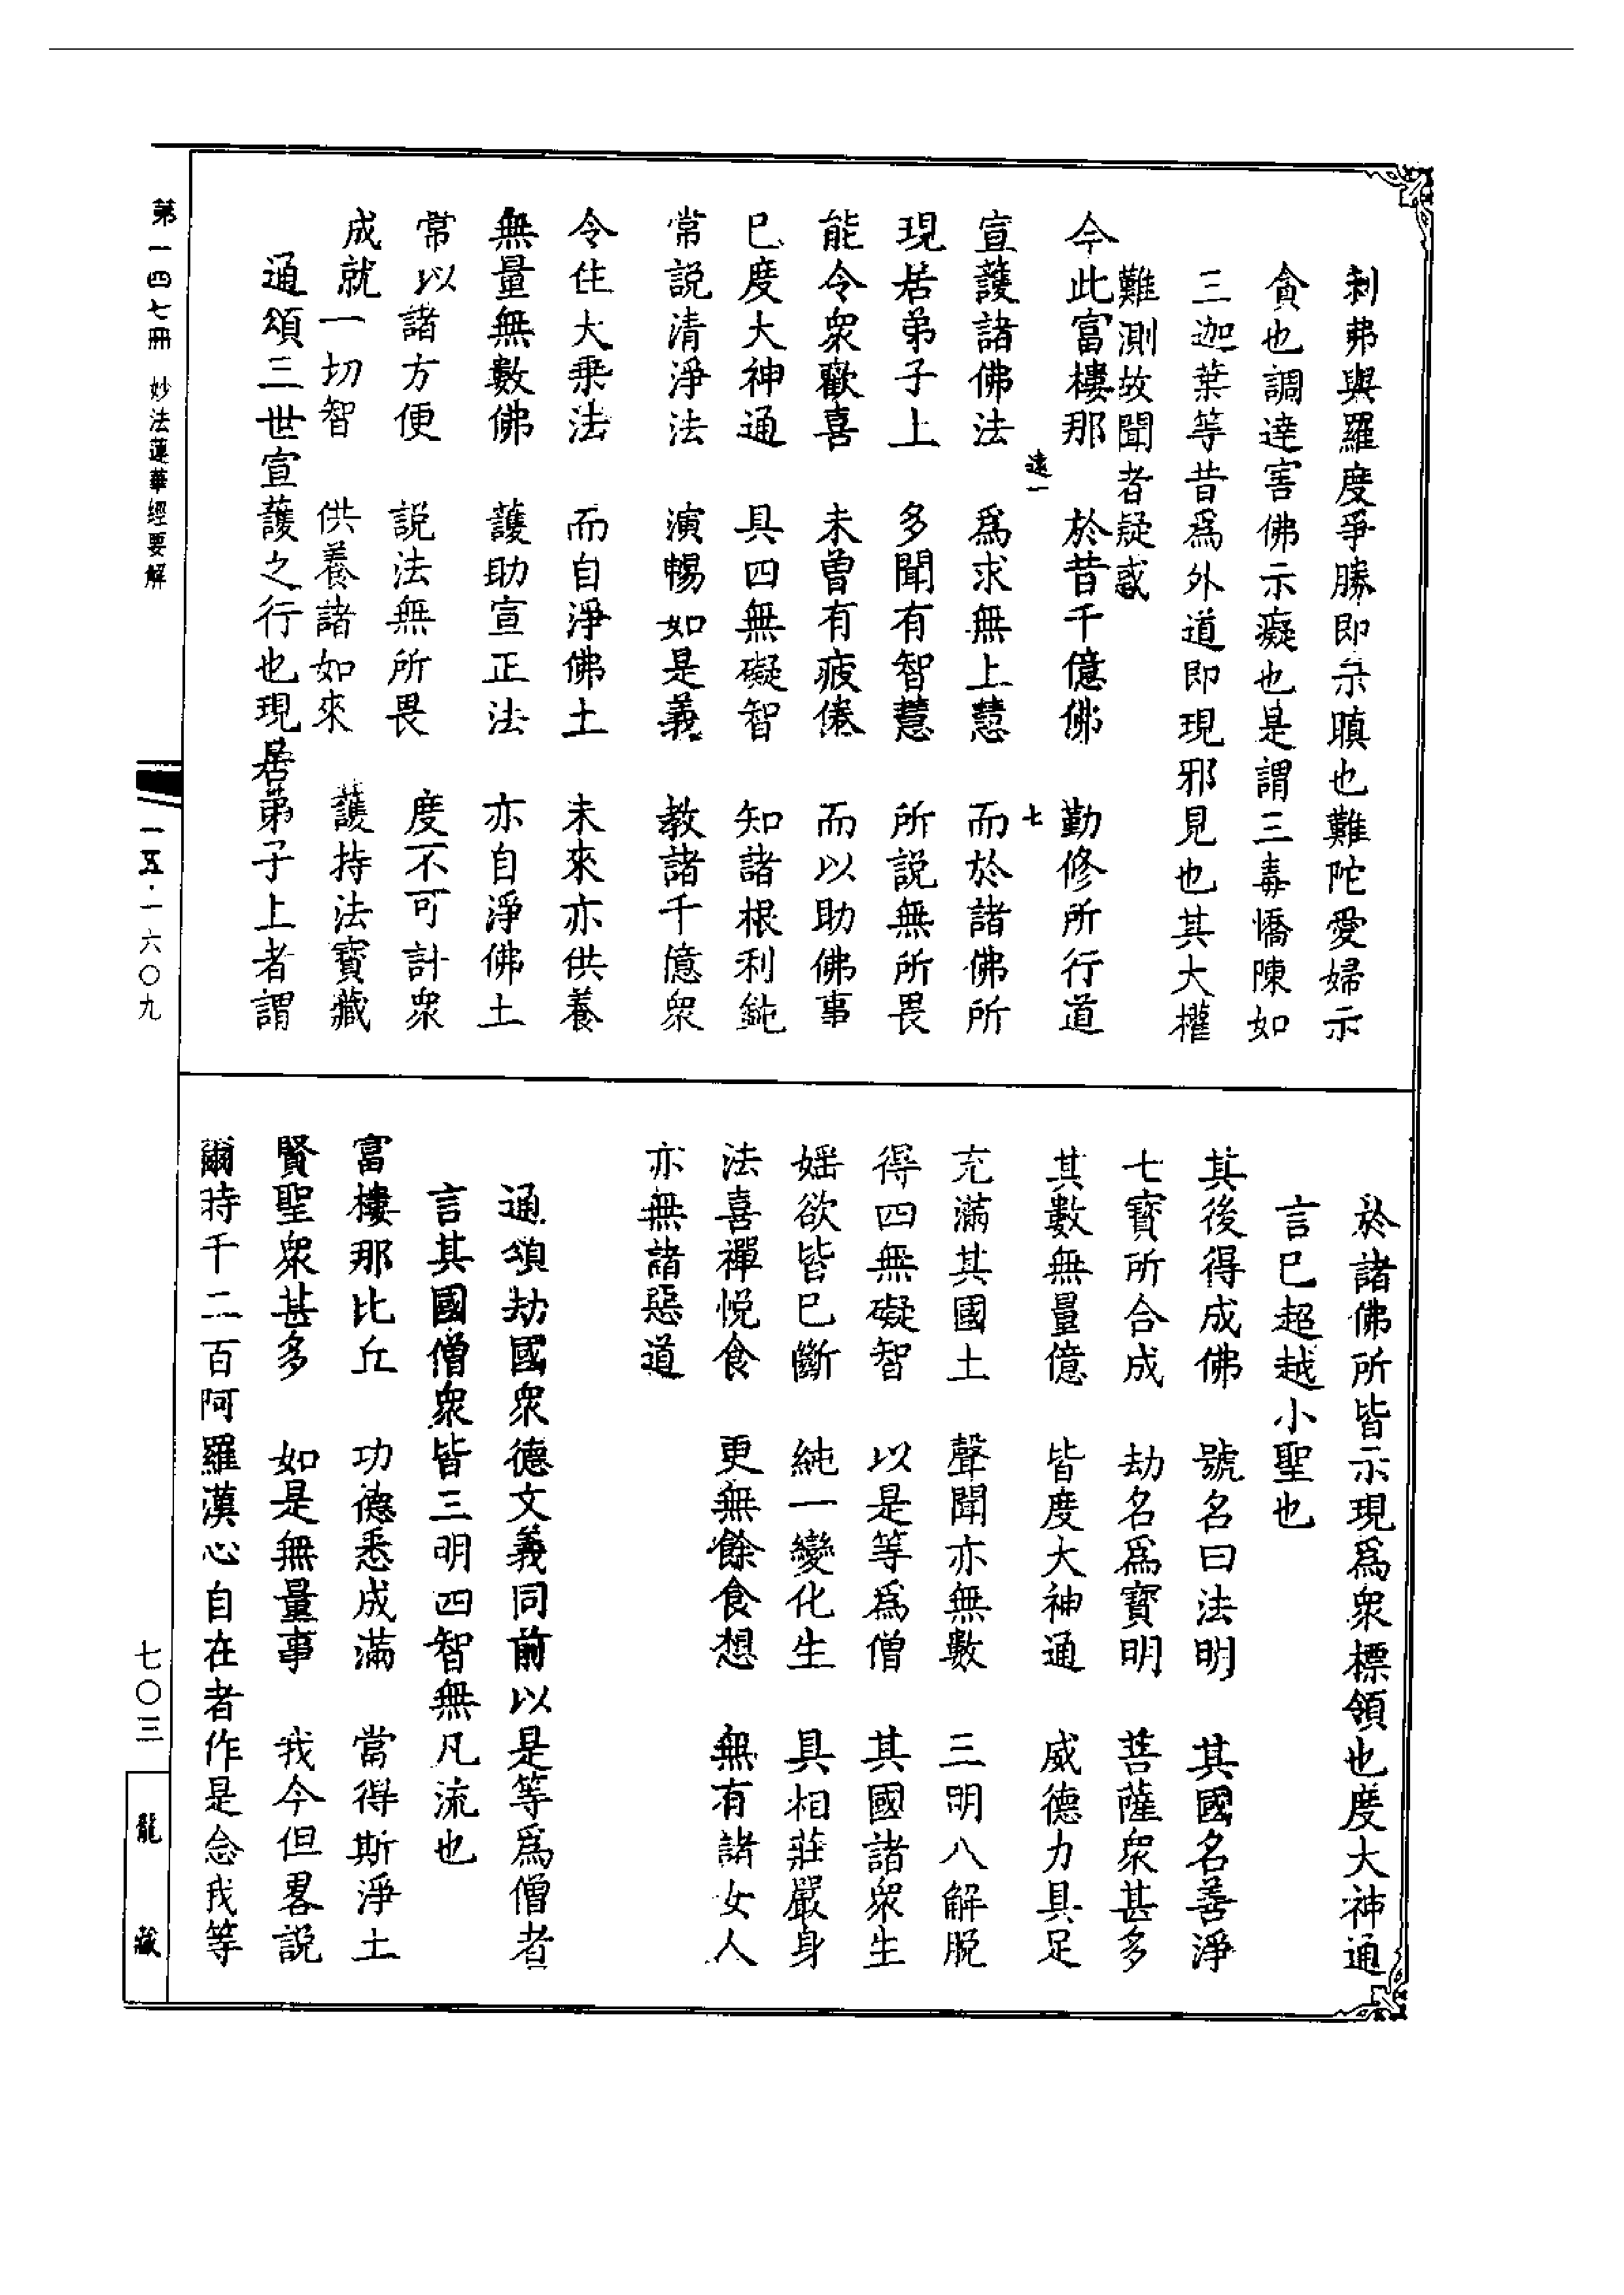 刹弗與羅度爭勝即示瞋也難陀愛婦示
貪也調達害佛示癡也是謂三毒憍陳如
三迦葉等昔爲外道即現邪見也其大權
難測故聞者疑惑
今此富樓那　於昔千億佛　勤修所行道
遠一　七
宣護諸佛法　爲求無上慧　而於諸佛所
現居弟子上　多聞有智慧　所説無所畏
能令衆歡喜　未曾有疲倦　而以助佛事
巳度大神通　具四無礙智　知諸根利鈍
常説清淨法　演暢如是義　教諸千億衆
令住大乘法　而自淨佛土　未來亦供養
無量無數佛　護助宣正法　亦自淨佛土
常以諸方便　説法無所畏　度不可計衆
成就一切智　供養諸如來　護持法寶藏
通頌三世宣護之行也現居弟子上者謂
於諸佛所皆示現爲衆標領也度大神通
言巳超越小聖也
其後得成佛　號名曰法明　其國名善淨
七寶所合成　劫名爲寶明　菩薩衆甚多
其數無量億　皆度大神通　威德力具足
充滿其國土　聲聞亦無數　三明八解脱
得四無礙智　以是等爲僧　其國諸衆生
婬欲皆巳斷　純一變化生　具相莊嚴身
法喜禪悦食　更無餘食想　無有諸女人
亦無諸惡道
通頌劫國衆德文義同前以是等爲僧者
言其國僧衆皆三明四智無凡流也
富樓那比丘　功德悉成滿　當得斯淨土
賢聖衆甚多　如是無量事　我今但畧説
爾時千二百阿羅漢心自在者作是念我等
第一四七冊　妙法蓮華經要解
一五·一六〇九
七〇三
龍藏